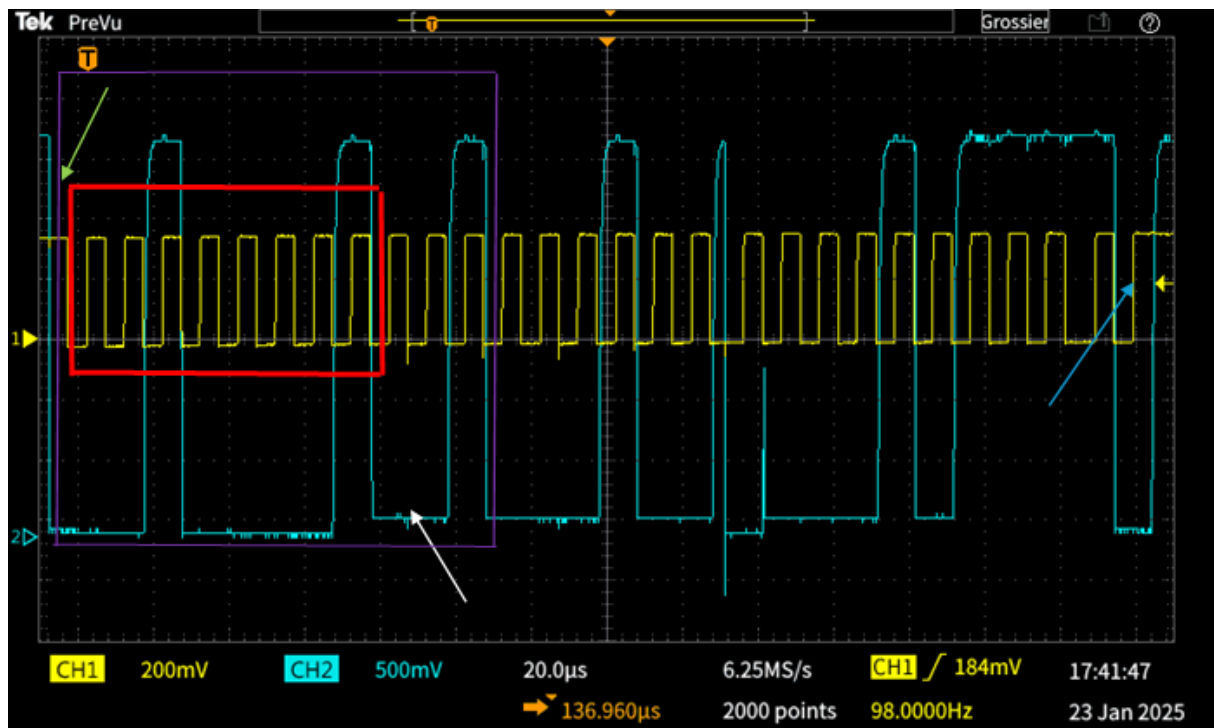 Tek PreVu Grossier
T
T
1
2
CH1 200mV CH2 500mV 20.0µs 6.25MS/s CH1 184mV 17:41:47
136.960µs 2000 points 98.0000Hz 23 Jan 2025